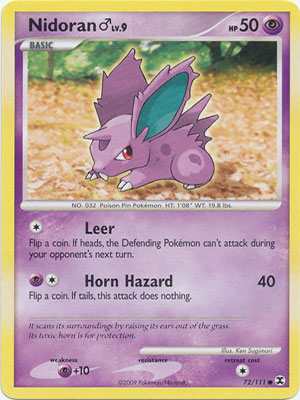 Nidoran♂ LV.9 HP 50
BASIC
NO. 032 Poison Pin Pokémon HT: 1'08" WT: 19.8 lbs.
Leer
Flip a coin. If heads, the Defending Pokémon can't attack during
your opponent's next turn.
Horn Hazard 40
Flip a coin. If tails, this attack does nothing.
It scans its surroundings by raising its ears out of the grass.
Its toxic horn is for protection.
Illus. Ken Sugimori
weakness resistance retreat cost
+10
72/111
©2009 Pokémon/Nintendo